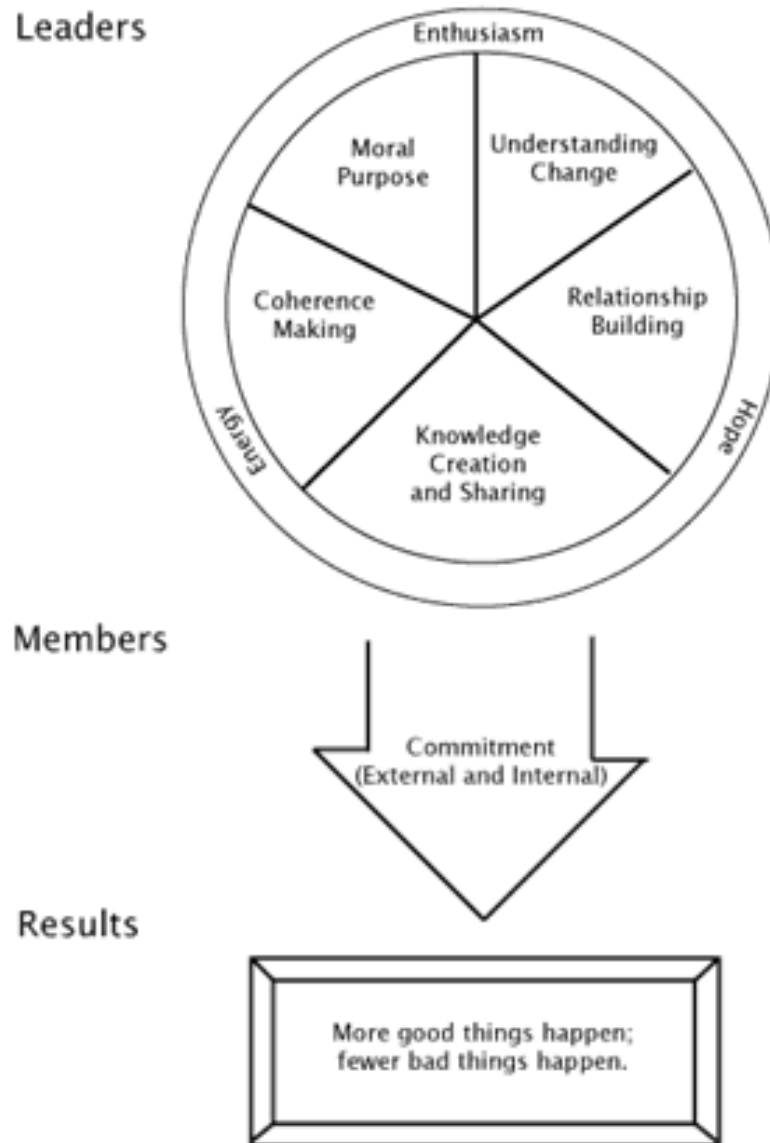 Leaders
Enthusiasm
Moral
Purpose
Understanding
Change
Coherence
Making
Relationship
Building
Knowledge
Creation
and Sharing
Energy
Hope
Members
Commitment
(External and Internal)
Results
More good things happen;
fewer bad things happen.